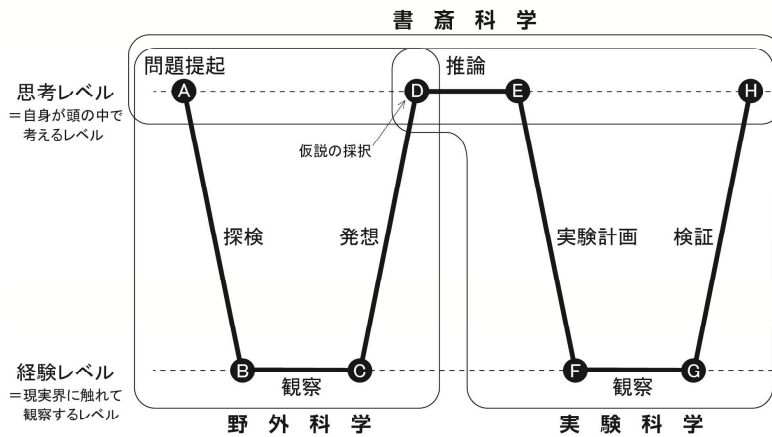 書斎科学
問題提起
推論
思考レベル
＝自身が頭の中で
考えるレベル
A
D
E
H
仮説の採択
探検
発想
実験計画
検証
経験レベル
＝現実界に触れて
観察するレベル
B
C
F
G
観察
観察
野外科学
実験科学